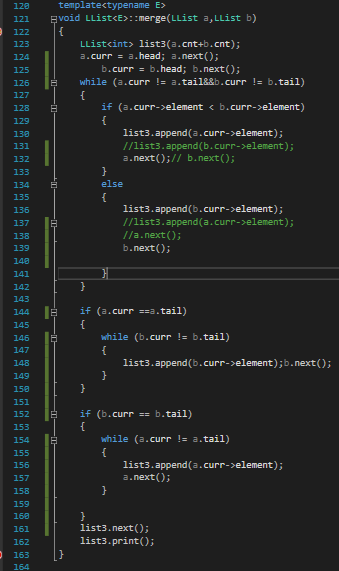 120 template<typename E>
121 void LList<E>::merge(LList a,LList b)
122 {
123 LList<int> list3(a.cnt+b.cnt);
124 a.curr = a.head; a.next();
125 b.curr = b.head; b.next();
126 while (a.curr != a.tail&&b.curr != b.tail)
127 {
128 if (a.curr->element < b.curr->element)
129 {
130 list3.append(a.curr->element);
131 //list3.append(b.curr->element);
132 a.next();// b.next();
133 }
134 else
135 {
136 list3.append(b.curr->element);
137 //list3.append(a.curr->element);
138 //a.next();
139 b.next();
140
141 }
142 }
143
144 if (a.curr ==a.tail)
145 {
146 while (b.curr != b.tail)
147 {
148 list3.append(b.curr->element);b.next();
149 }
150 }
151
152 if (b.curr == b.tail)
153 {
154 while (a.curr != a.tail)
155 {
156 list3.append(a.curr->element);
157 a.next();
158 }
159
160 }
161 list3.next();
162 list3.print();
163 }
164